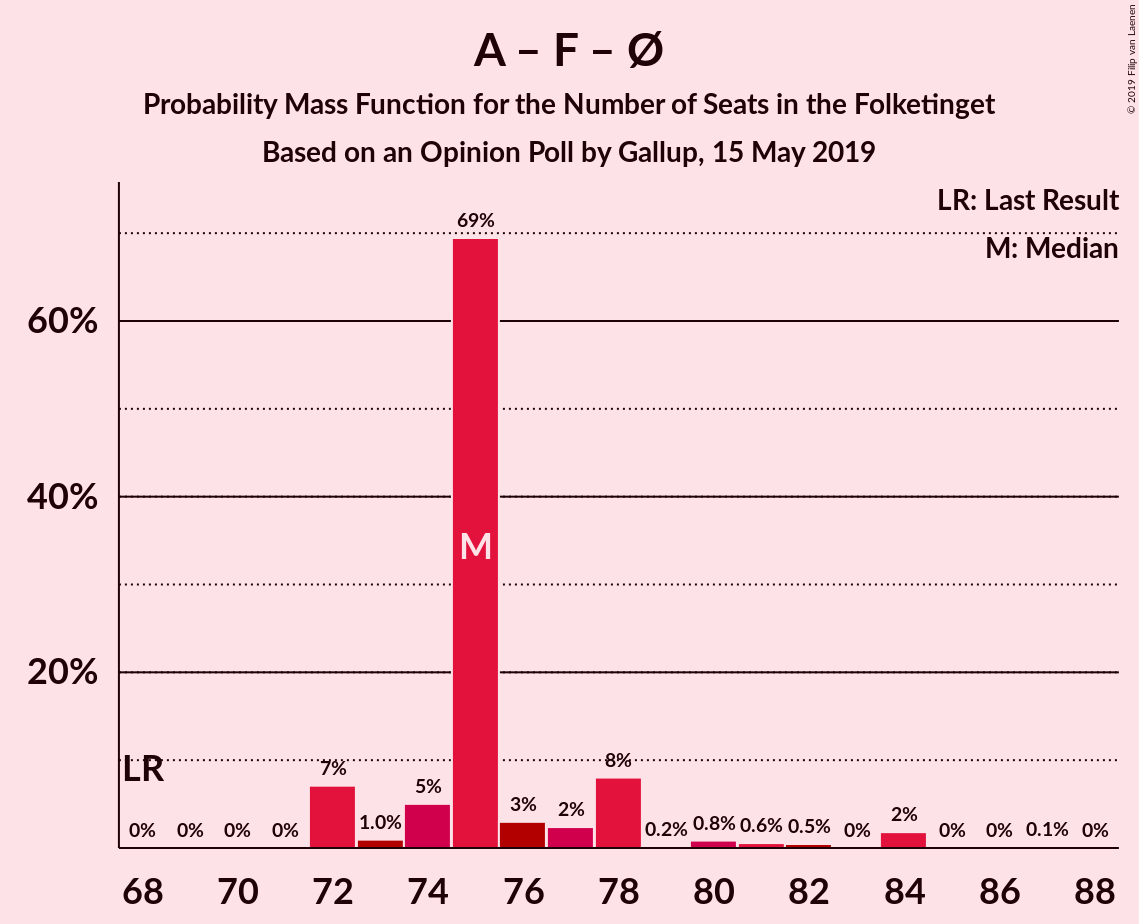 A – F – Ø
Probability Mass Function for the Number of Seats in the Folketinget
Based on an Opinion Poll by Gallup, 15 May 2019
© 2019 Filip van Laenen
LR: Last Result
M: Median
60%
40%
20%
LR
M
0% 0% 0% 0% 7% 1.0% 5% 69% 3% 2% 8% 0.2% 0.8% 0.6% 0.5% 0% 2% 0% 0% 0.1% 0%
68 70 72 74 76 78 80 82 84 86 88